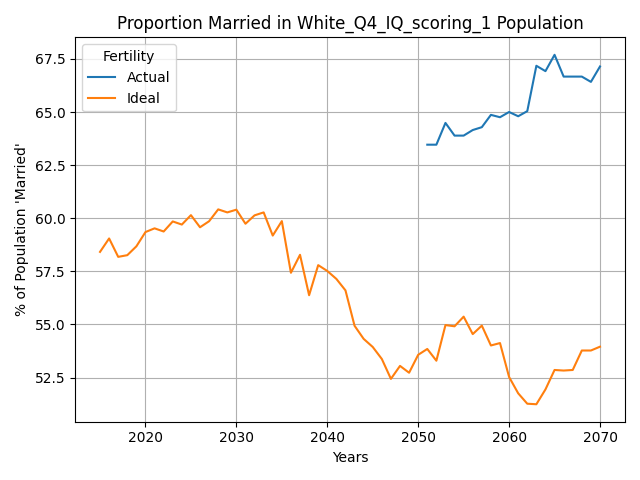 Proportion Married in White_Q4_IQ_scoring_1 Population
Fertility
Actual
Ideal
% of Population 'Married'
67.5
65.0
62.5
60.0
57.5
55.0
52.5
2020
2030
2040
2050
2060
2070
Years